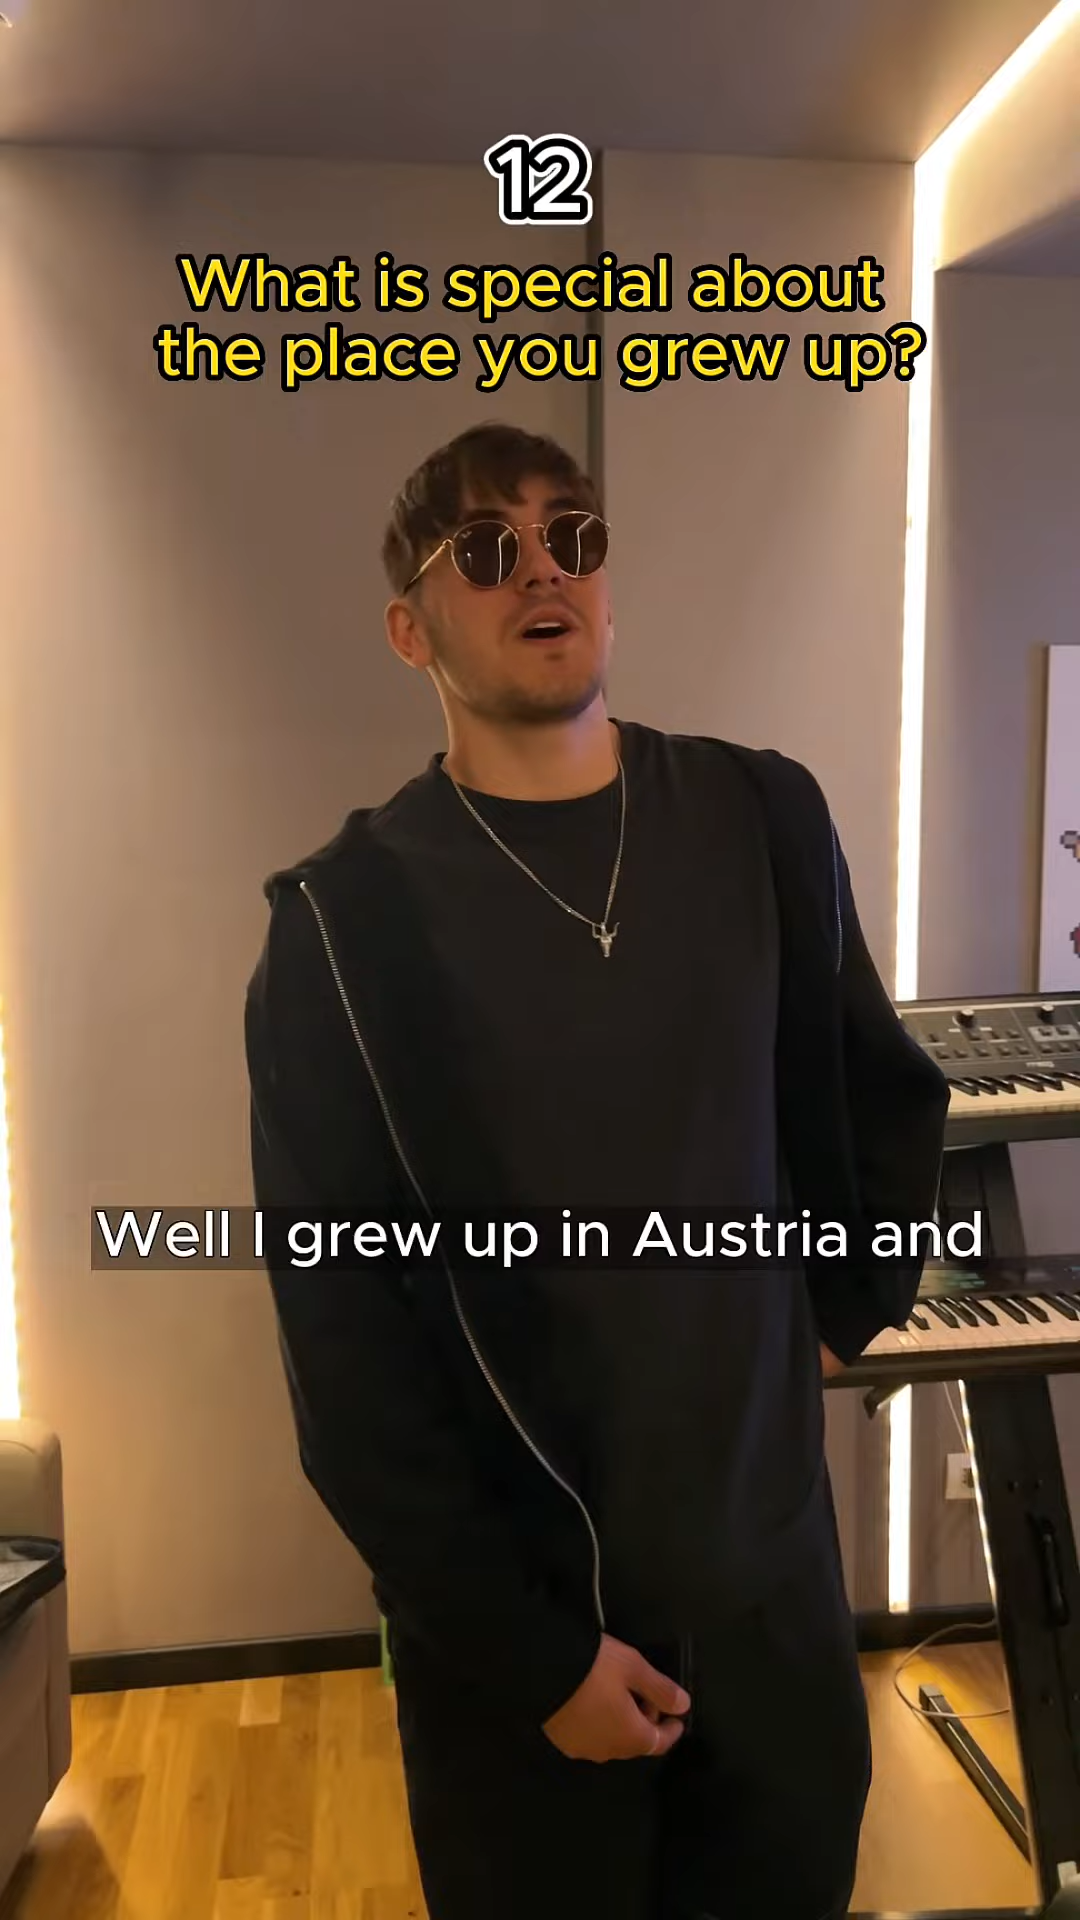 12
What is special about
the place you grew up?
Well I grew up in Austria and